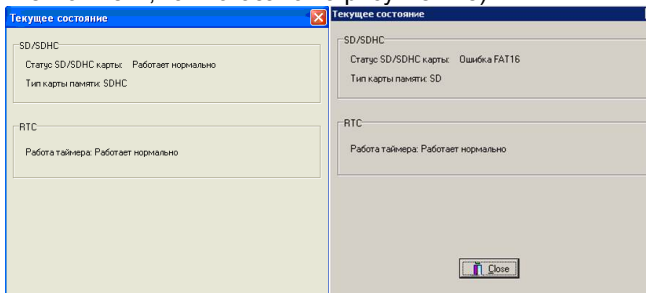 Текущее состояние
SD/SDHC
Статус SD/SDHC карты: Работает нормально
Тип карты памяти: SDHC
RTC
Работа таймера: Работает нормально
Текущее состояние
SD/SDHC
Статус SD/SDHC карты: Ошибка FAT16
Тип карты памяти: SD
RTC
Работа таймера: Работает нормально
Close